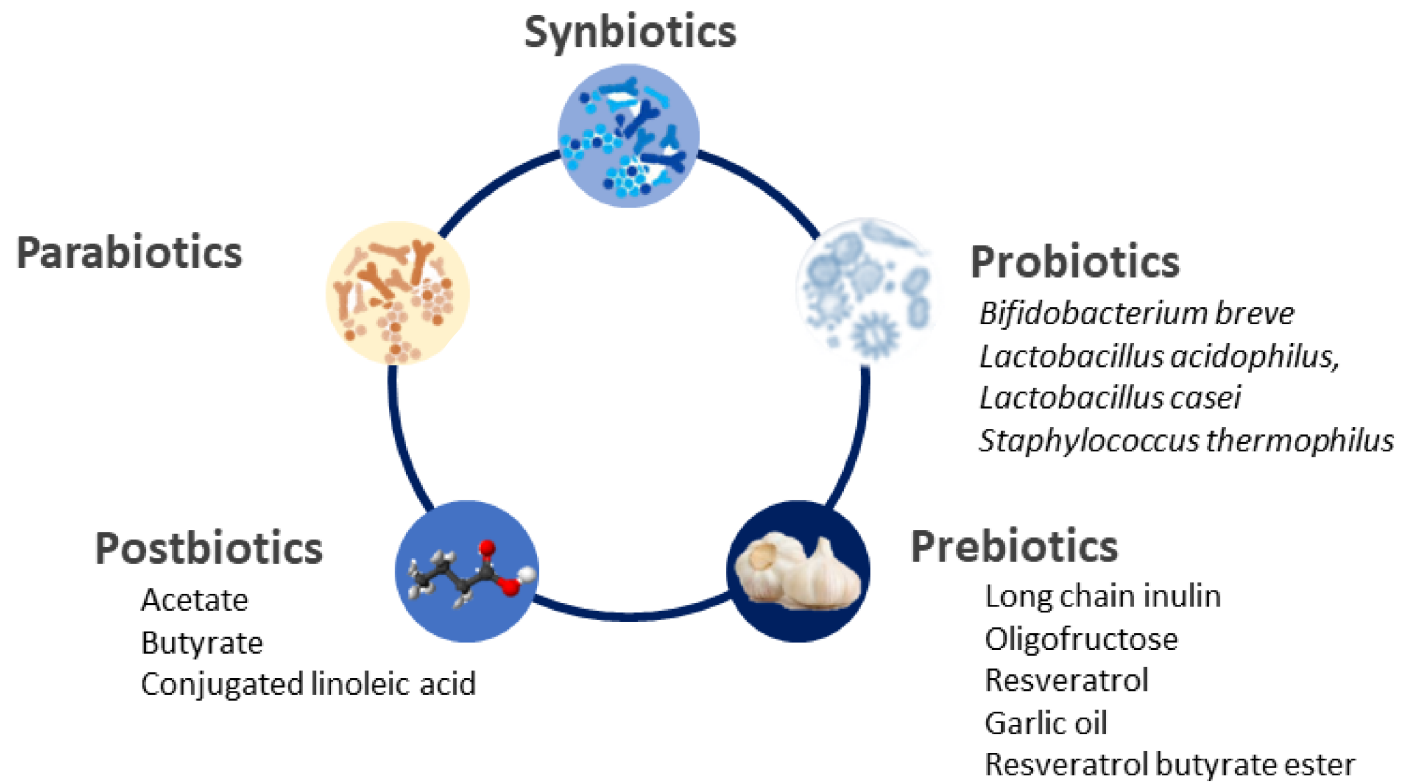 Synbiotics
Parabiotics
Probiotics
Bifidobacterium breve
Lactobacillus acidophilus,
Lactobacillus casei
Staphylococcus thermophilus
Postbiotics
Acetate
Butyrate
Conjugated linoleic acid
Prebiotics
Long chain inulin
Oligofructose
Resveratrol
Garlic oil
Resveratrol butyrate ester